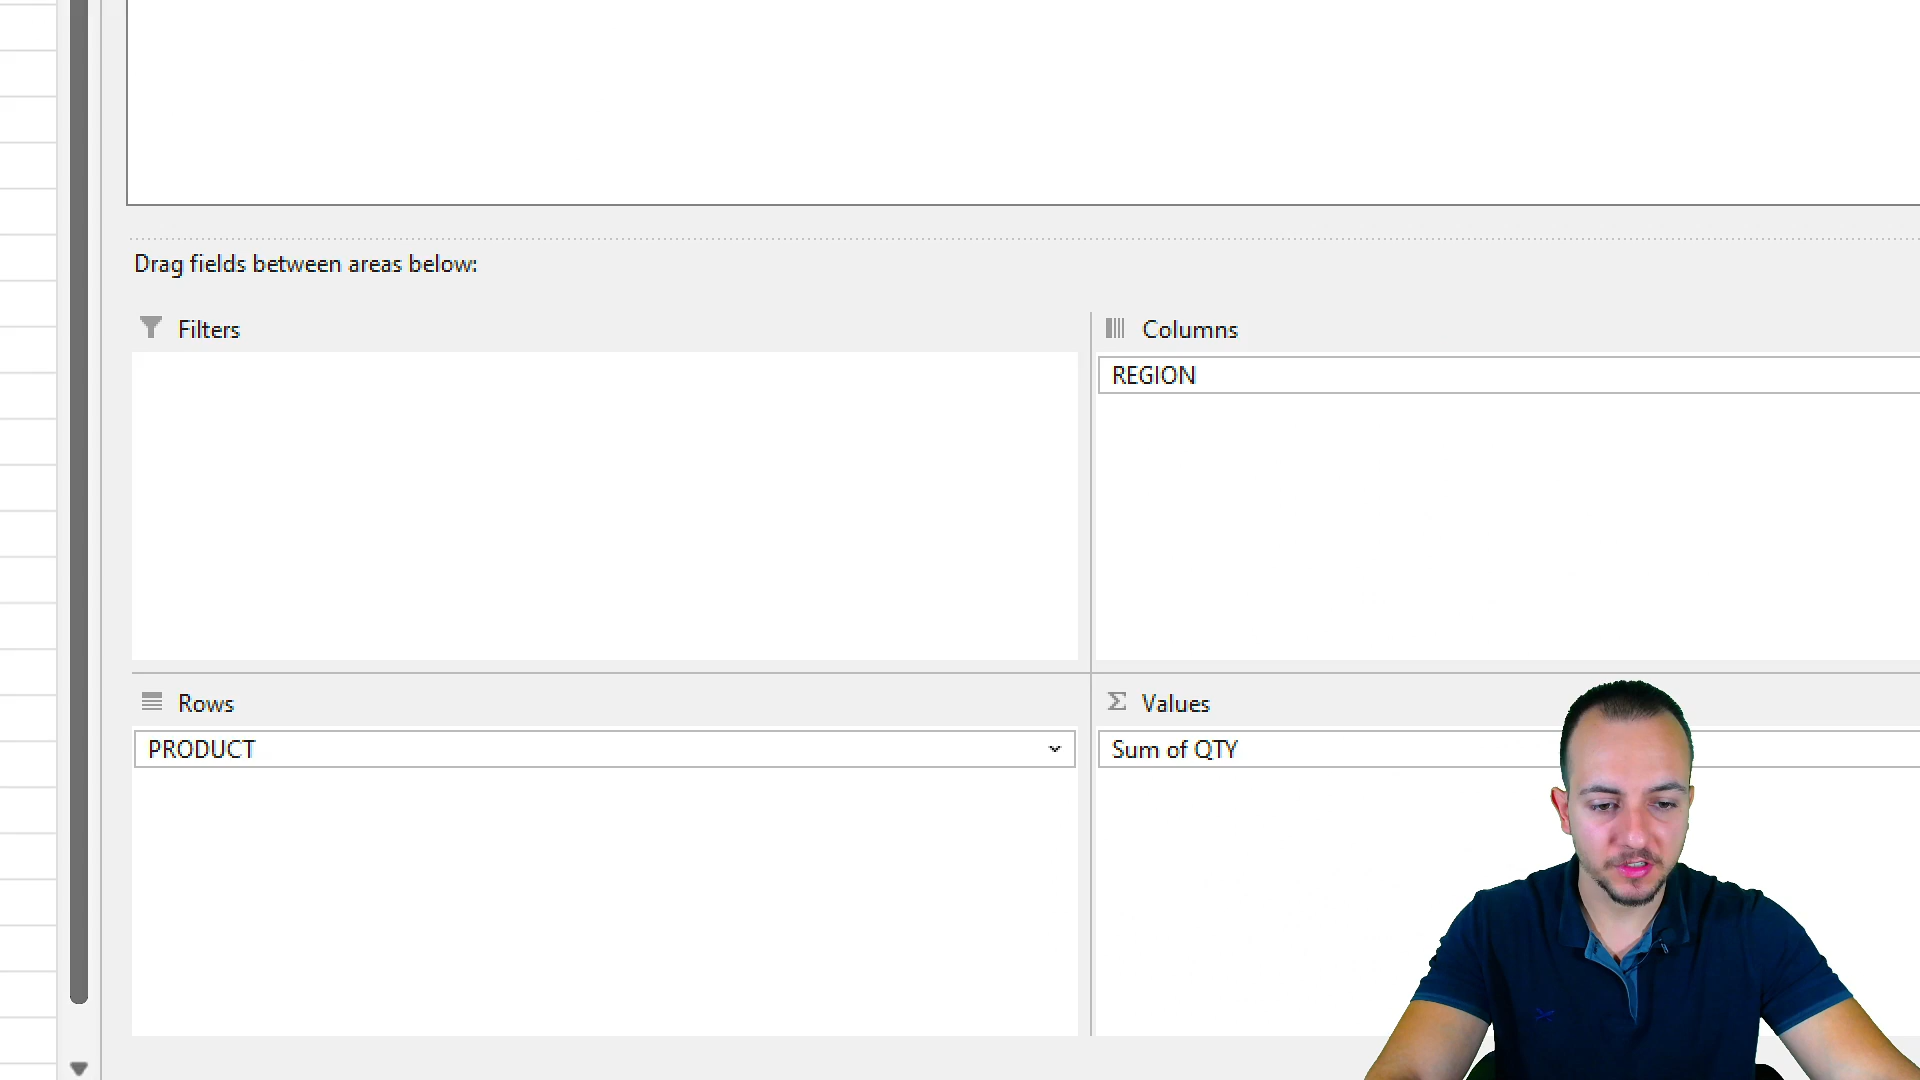 Drag fields between areas below:
Filters
Columns
REGION
Rows
PRODUCT
Σ Values
Sum of QTY